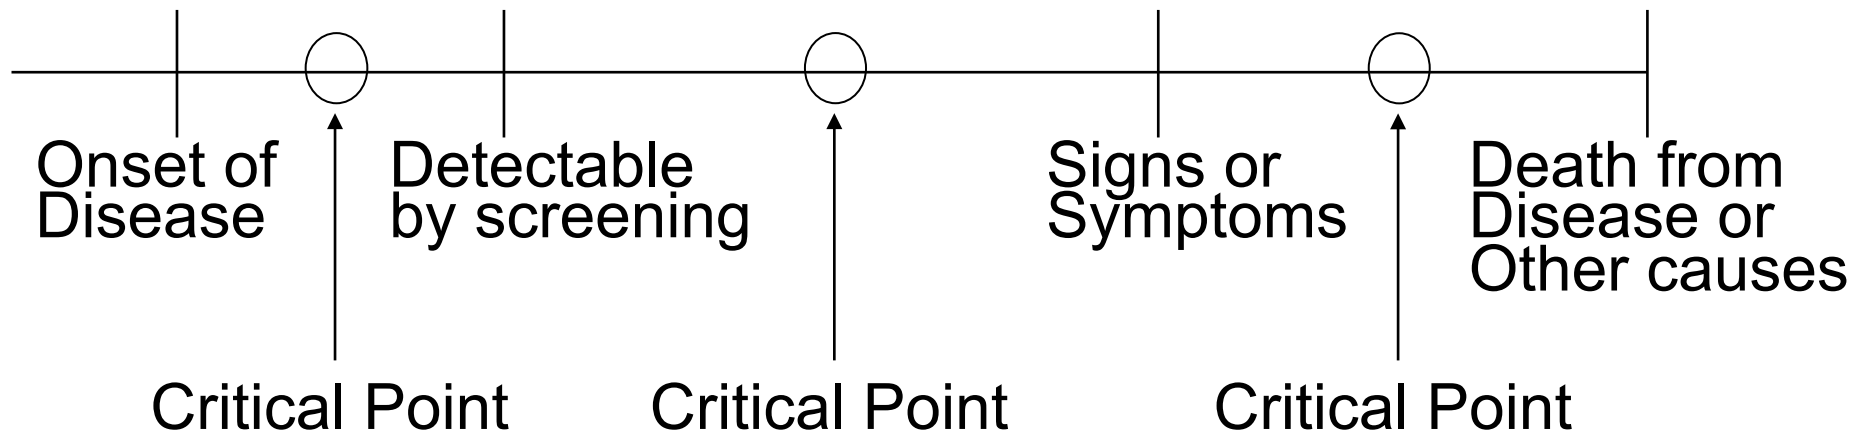 Onset of
Disease
Detectable
by screening
Signs or
Symptoms
Death from
Disease or
Other causes
Critical Point
Critical Point
Critical Point